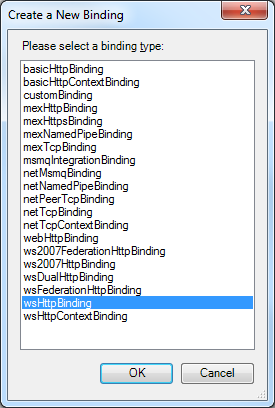 Create a New Binding
Please select a binding type:
basicHttpBinding
basicHttpContextBinding
customBinding
mexHttpBinding
mexHttpsBinding
mexNamedPipeBinding
mexTcpBinding
msmqIntegrationBinding
netMsmqBinding
netNamedPipeBinding
netPeerTcpBinding
netTcpBinding
netTcpContextBinding
webHttpBinding
ws2007FederationHttpBinding
ws2007HttpBinding
wsDualHttpBinding
wsFederationHttpBinding
wsHttpBinding
wsHttpContextBinding
OK Cancel